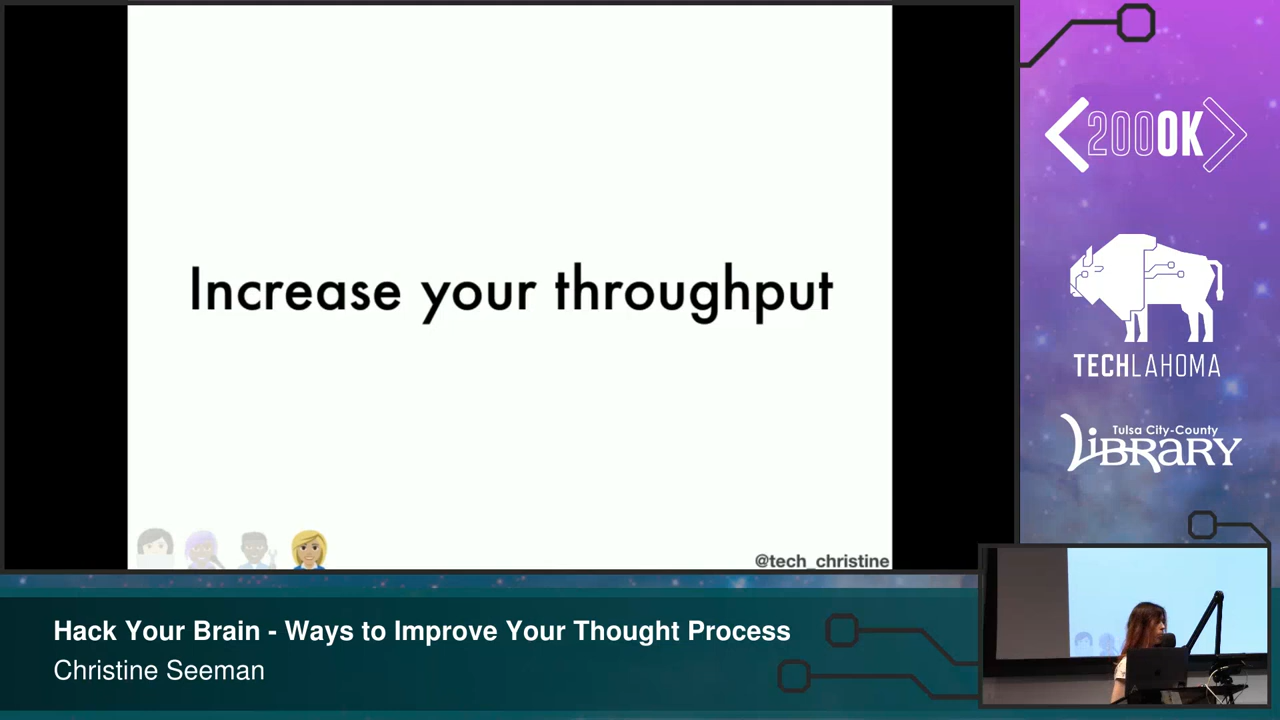 Increase your throughput
@tech_christine
200OK
TECHLAHOMA
Tulsa City-County
LiBRARY
Hack Your Brain - Ways to Improve Your Thought Process
Christine Seeman